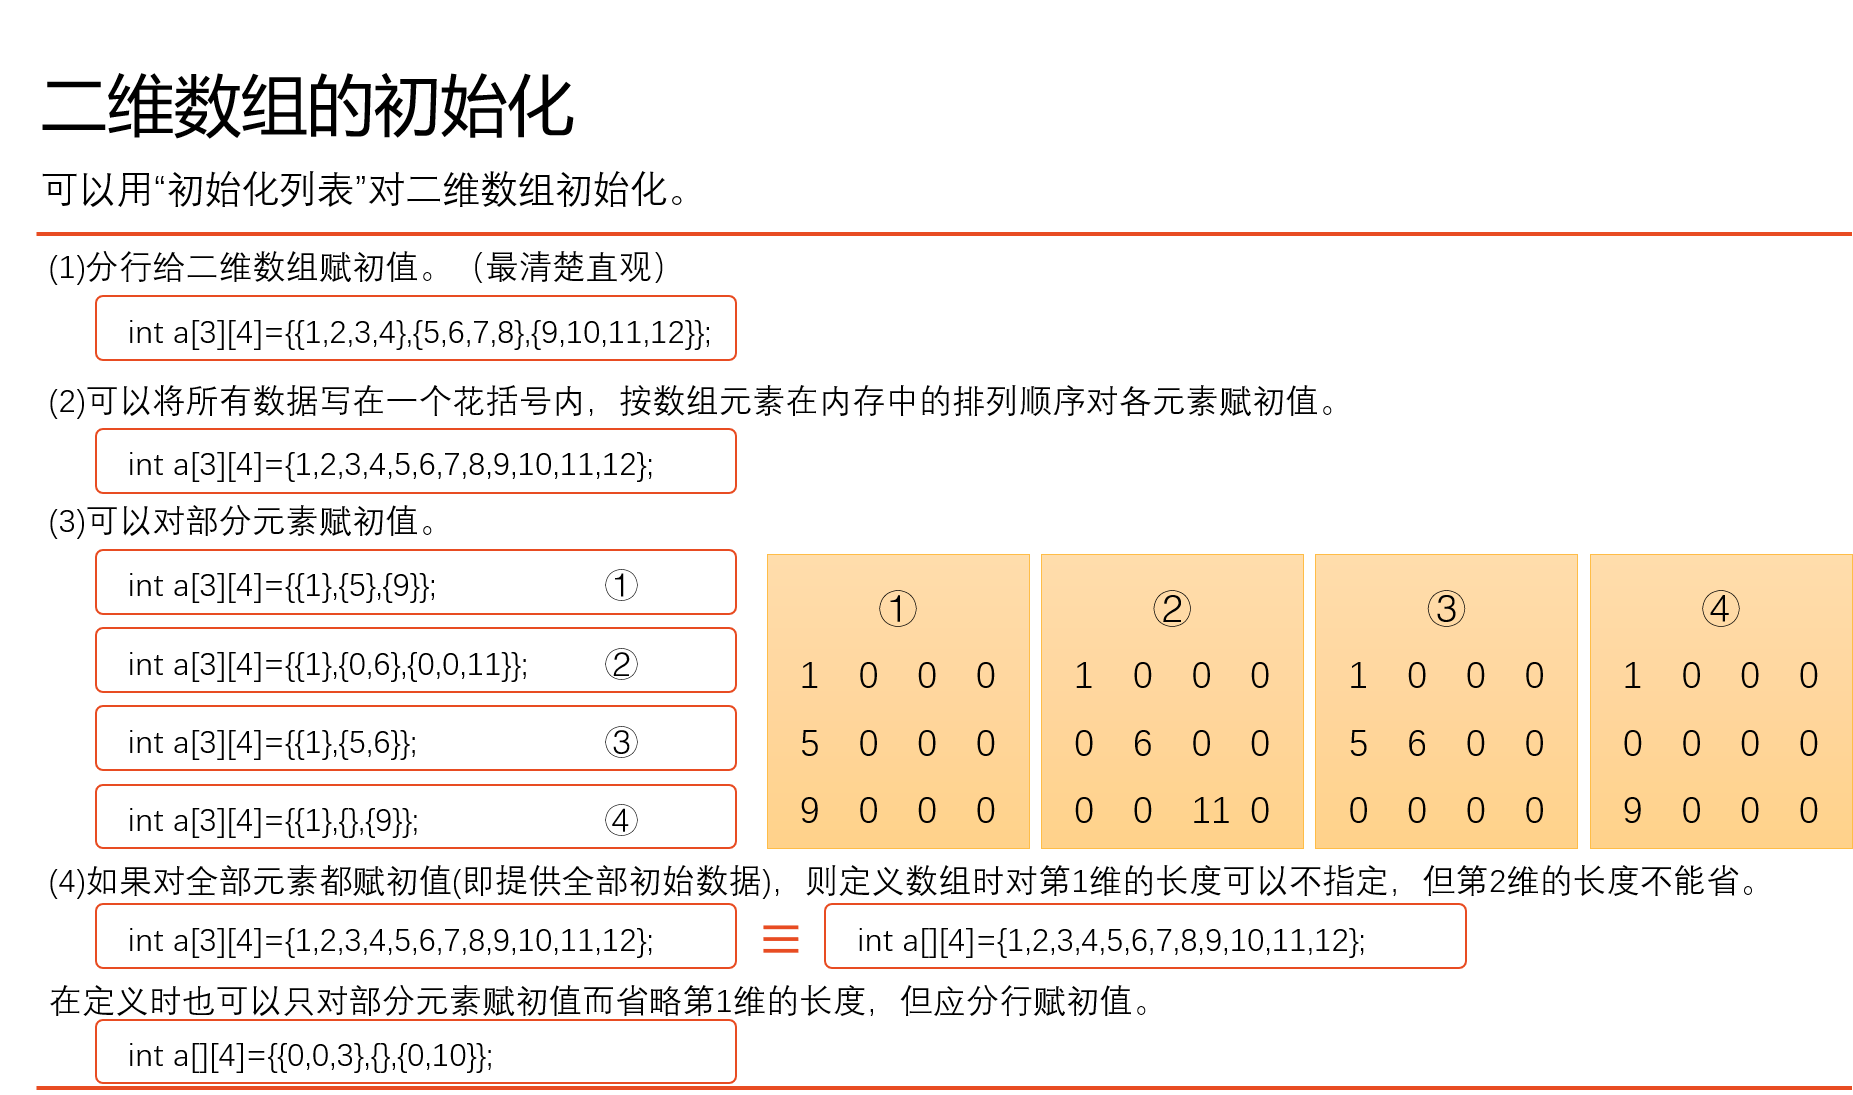 二维数组的初始化
可以用“初始化列表”对二维数组初始化。
(1)分行给二维数组赋初值。（最清楚直观）
int a[3][4]={{1,2,3,4},{5,6,7,8},{9,10,11,12}};
(2)可以将所有数据写在一个花括号内，按数组元素在内存中的排列顺序对各元素赋初值。
int a[3][4]={1,2,3,4,5,6,7,8,9,10,11,12};
(3)可以对部分元素赋初值。
int a[3][4]={{1},{5},{9}}; ①
int a[3][4]={{1},{0,6},{0,0,11}}; ②
int a[3][4]={{1},{5,6}}; ③
int a[3][4]={{1},{},{9}}; ④
①
1 0 0 0
5 0 0 0
9 0 0 0
②
1 0 0 0
0 6 0 0
0 0 11 0
③
1 0 0 0
5 6 0 0
0 0 0 0
④
1 0 0 0
0 0 0 0
9 0 0 0
(4)如果对全部元素都赋初值(即提供全部初始数据)，则定义数组时对第1维的长度可以不指定，但第2维的长度不能省。
int a[3][4]={1,2,3,4,5,6,7,8,9,10,11,12}; ≡ int a[][4]={1,2,3,4,5,6,7,8,9,10,11,12};
在定义时也可以只对部分元素赋初值而省略第1维的长度，但应分行赋初值。
int a[][4]={{0,0,3},{},{0,10}};